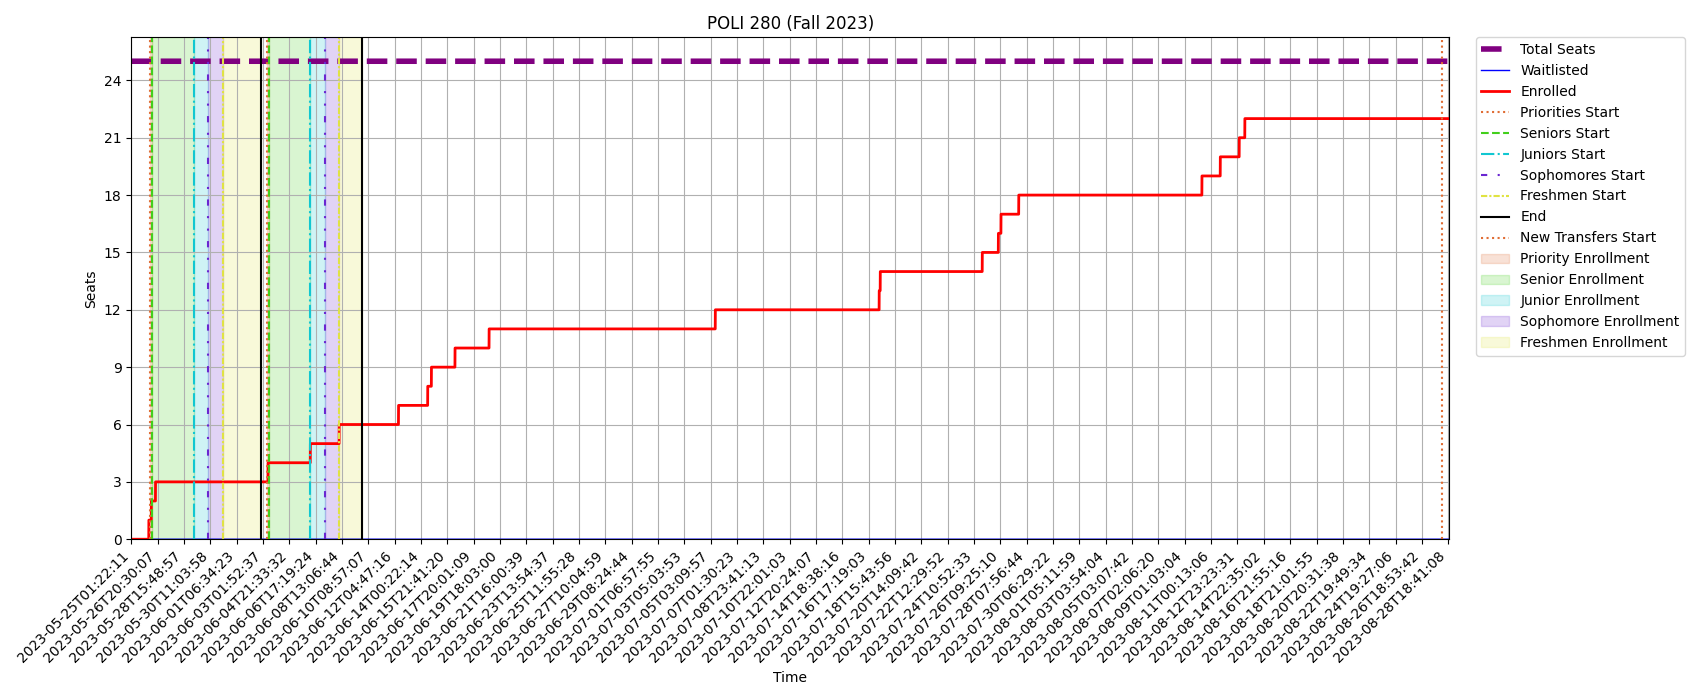 POLI 280 (Fall 2023)
Seats
24
21
18
15
12
9
6
3
0
2023-05-25T01:22:11
2023-05-26T20:30:07
2023-05-28T15:48:57
2023-05-30T11:03:58
2023-06-01T06:34:23
2023-06-03T01:52:37
2023-06-04T21:33:32
2023-06-06T17:19:24
2023-06-08T13:06:44
2023-06-10T08:57:07
2023-06-12T04:47:16
2023-06-14T00:22:14
2023-06-15T21:41:20
2023-06-17T20:01:09
2023-06-19T18:03:00
2023-06-21T16:00:39
2023-06-23T13:54:37
2023-06-25T11:55:28
2023-06-27T10:04:59
2023-06-29T08:24:44
2023-07-01T06:57:55
2023-07-03T05:03:53
2023-07-05T03:09:57
2023-07-07T01:30:23
2023-07-08T23:41:13
2023-07-10T22:01:03
2023-07-12T20:24:07
2023-07-14T18:38:16
2023-07-16T17:19:03
2023-07-18T15:43:56
2023-07-20T14:09:42
2023-07-22T12:29:52
2023-07-24T10:52:33
2023-07-26T09:25:10
2023-07-28T07:56:44
2023-07-30T06:29:22
2023-08-01T05:11:59
2023-08-03T03:54:04
2023-08-05T03:07:42
2023-08-07T02:06:20
2023-08-09T01:03:04
2023-08-11T00:13:06
2023-08-12T23:23:31
2023-08-14T22:35:02
2023-08-16T21:55:16
2023-08-18T21:01:55
2023-08-20T20:31:38
2023-08-22T19:49:34
2023-08-24T19:27:06
2023-08-26T18:53:42
2023-08-28T18:41:08
Time
Total Seats
Waitlisted
Enrolled
Priorities Start
Seniors Start
Juniors Start
Sophomores Start
Freshmen Start
End
New Transfers Start
Priority Enrollment
Senior Enrollment
Junior Enrollment
Sophomore Enrollment
Freshmen Enrollment